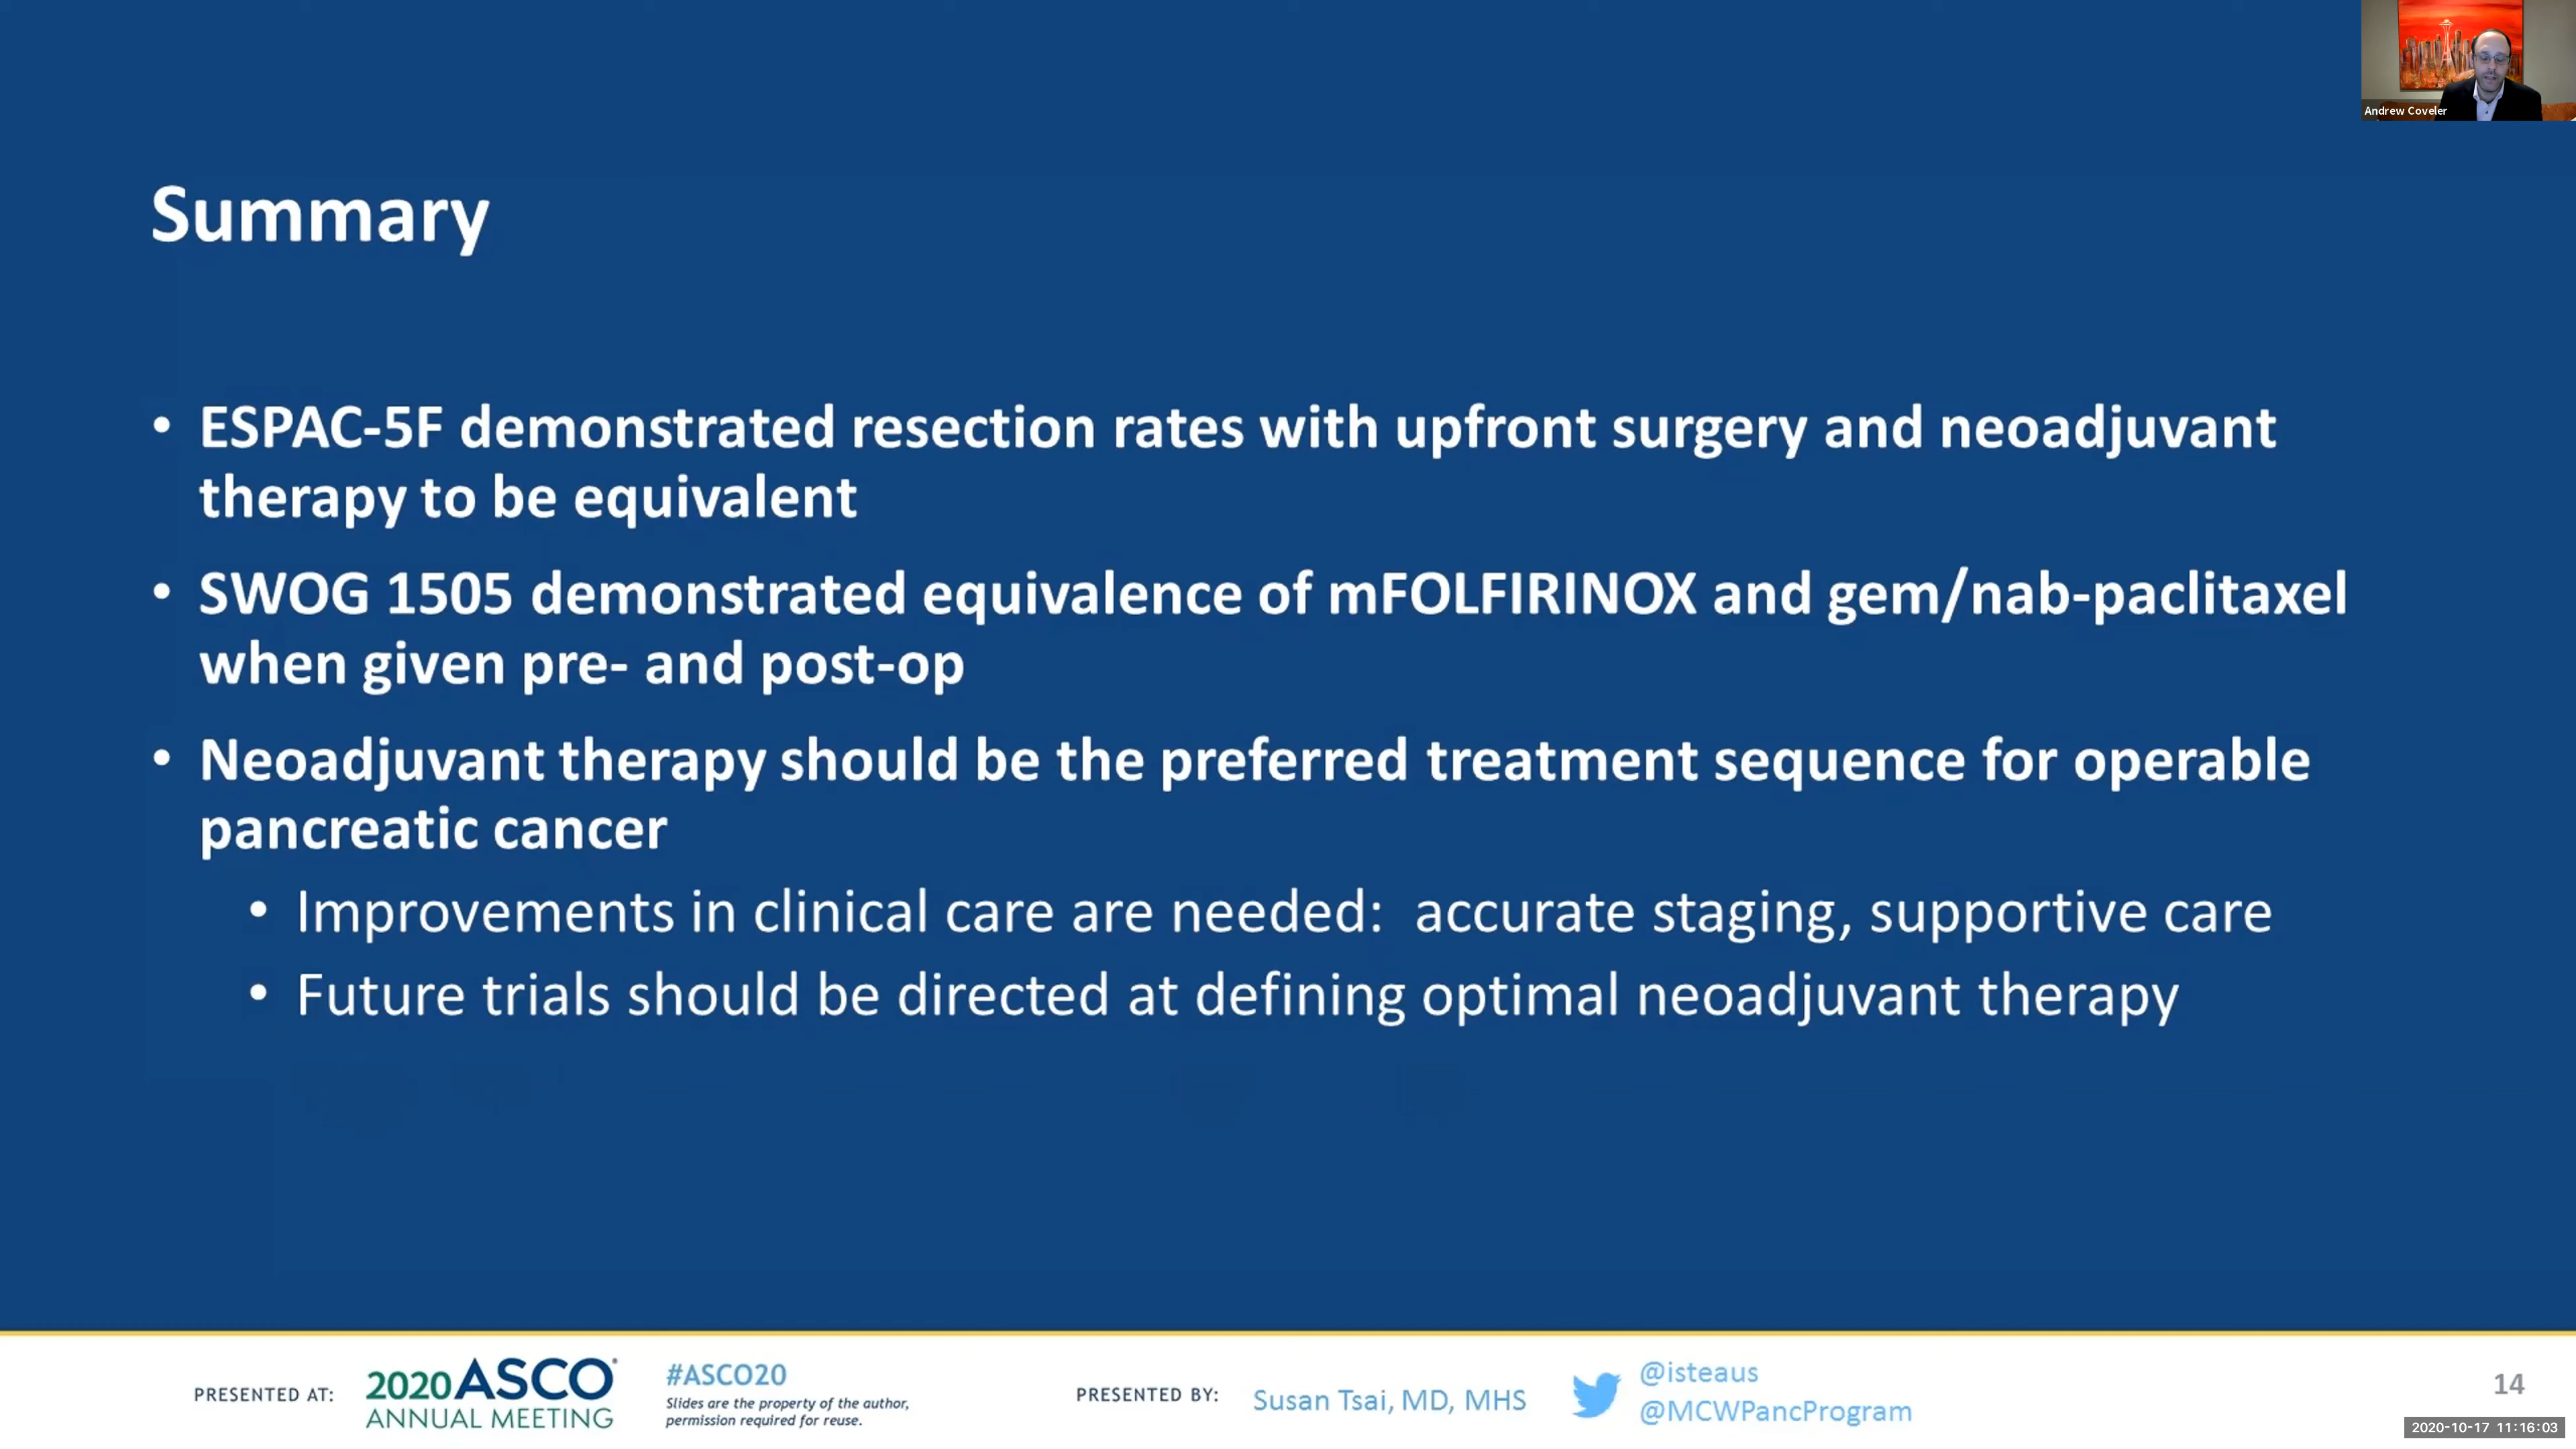 Andrew Coveler
Summary
• ESPAC-5F demonstrated resection rates with upfront surgery and neoadjuvant
therapy to be equivalent
• SWOG 1505 demonstrated equivalence of mFOLFIRINOX and gem/nab-paclitaxel
when given pre- and post-op
• Neoadjuvant therapy should be the preferred treatment sequence for operable
pancreatic cancer
• Improvements in clinical care are needed:  accurate staging, supportive care
• Future trials should be directed at defining optimal neoadjuvant therapy
PRESENTED AT:
2020 ASCO®
ANNUAL MEETING
#ASCO20
Slides are the property of the author,
permission required for reuse.
PRESENTED BY:
Susan Tsai, MD, MHS
@isteaus
@MCWPancProgram
14
2020-10-17 11:16:03